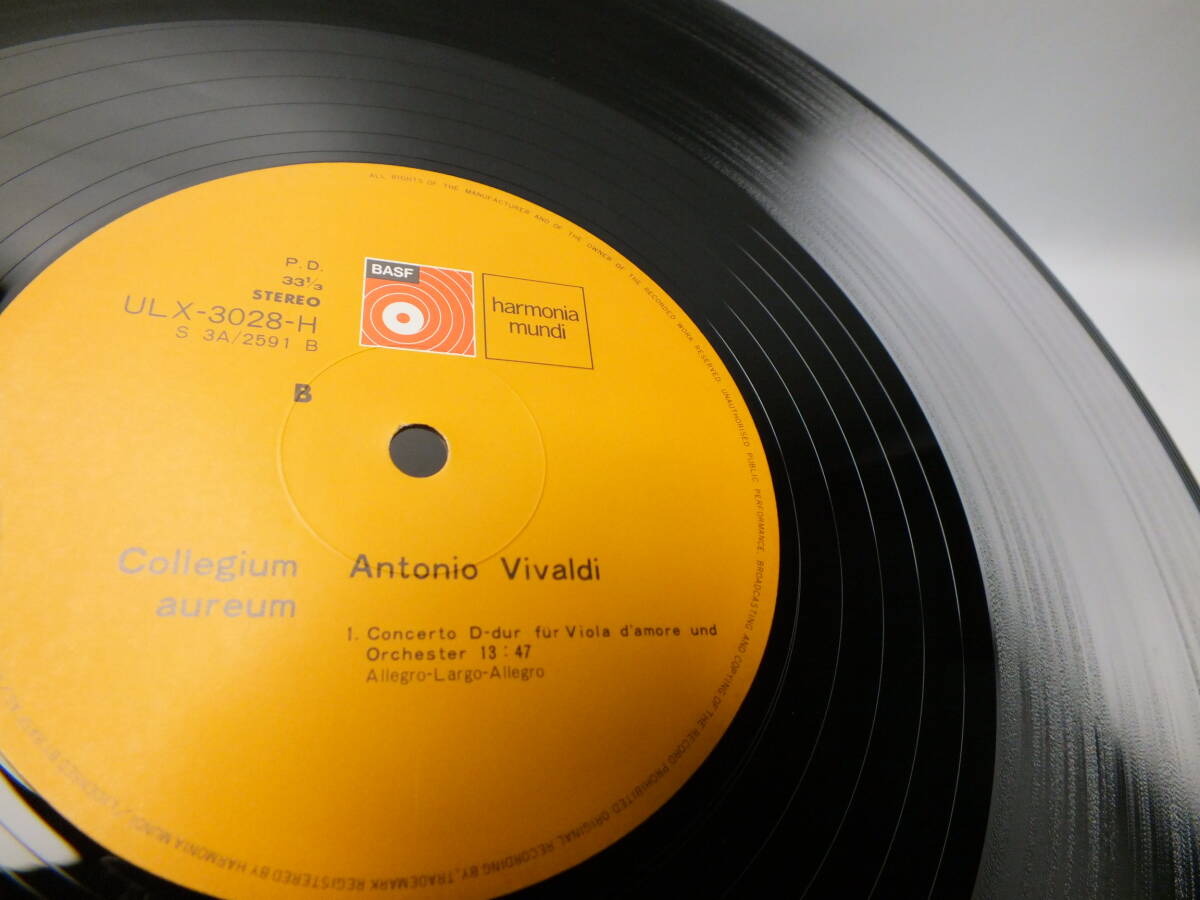 ALL RIGHTS OF THE MANUFACTURER AND OF THE OWNER OF THE RECORDED WORK RESERVED. UNAUTHORISED PUBLIC PERFORMANCE, BROADCASTING AND COPYING OF THE RECORD PROHIBITED. ORIGINAL RECORDING BY, TRADEMARK REGISTERED BY HARMONIA MUNDI,
P.D.
33⅓
STEREO
ULX-3028-H
S 3A/2591 B
BASF
harmonia
mundi
B
Collegium
aureum
Antonio Vivaldi
1. Concerto D-dur für Viola d'amore und
Orchester 13:47
Allegro-Largo-Allegro